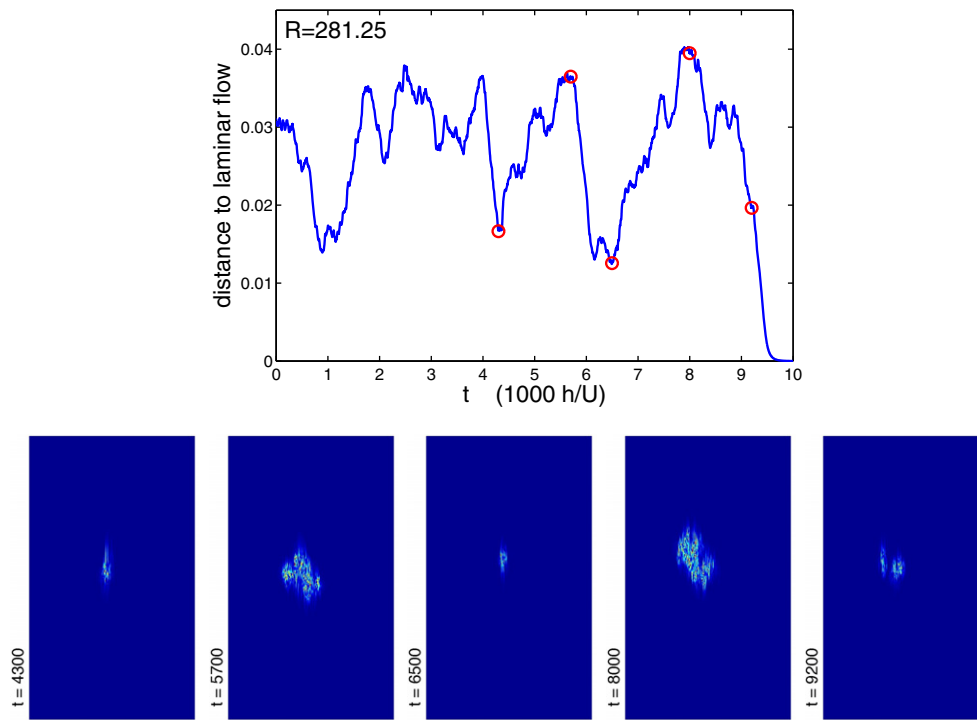 R=281.25
0.04
0.03
0.02
0.01
0
distance to laminar flow
0 1 2 3 4 5 6 7 8 9 10
t (1000 h/U)
t = 4300
t = 5700
t = 6500
t = 8000
t = 9200